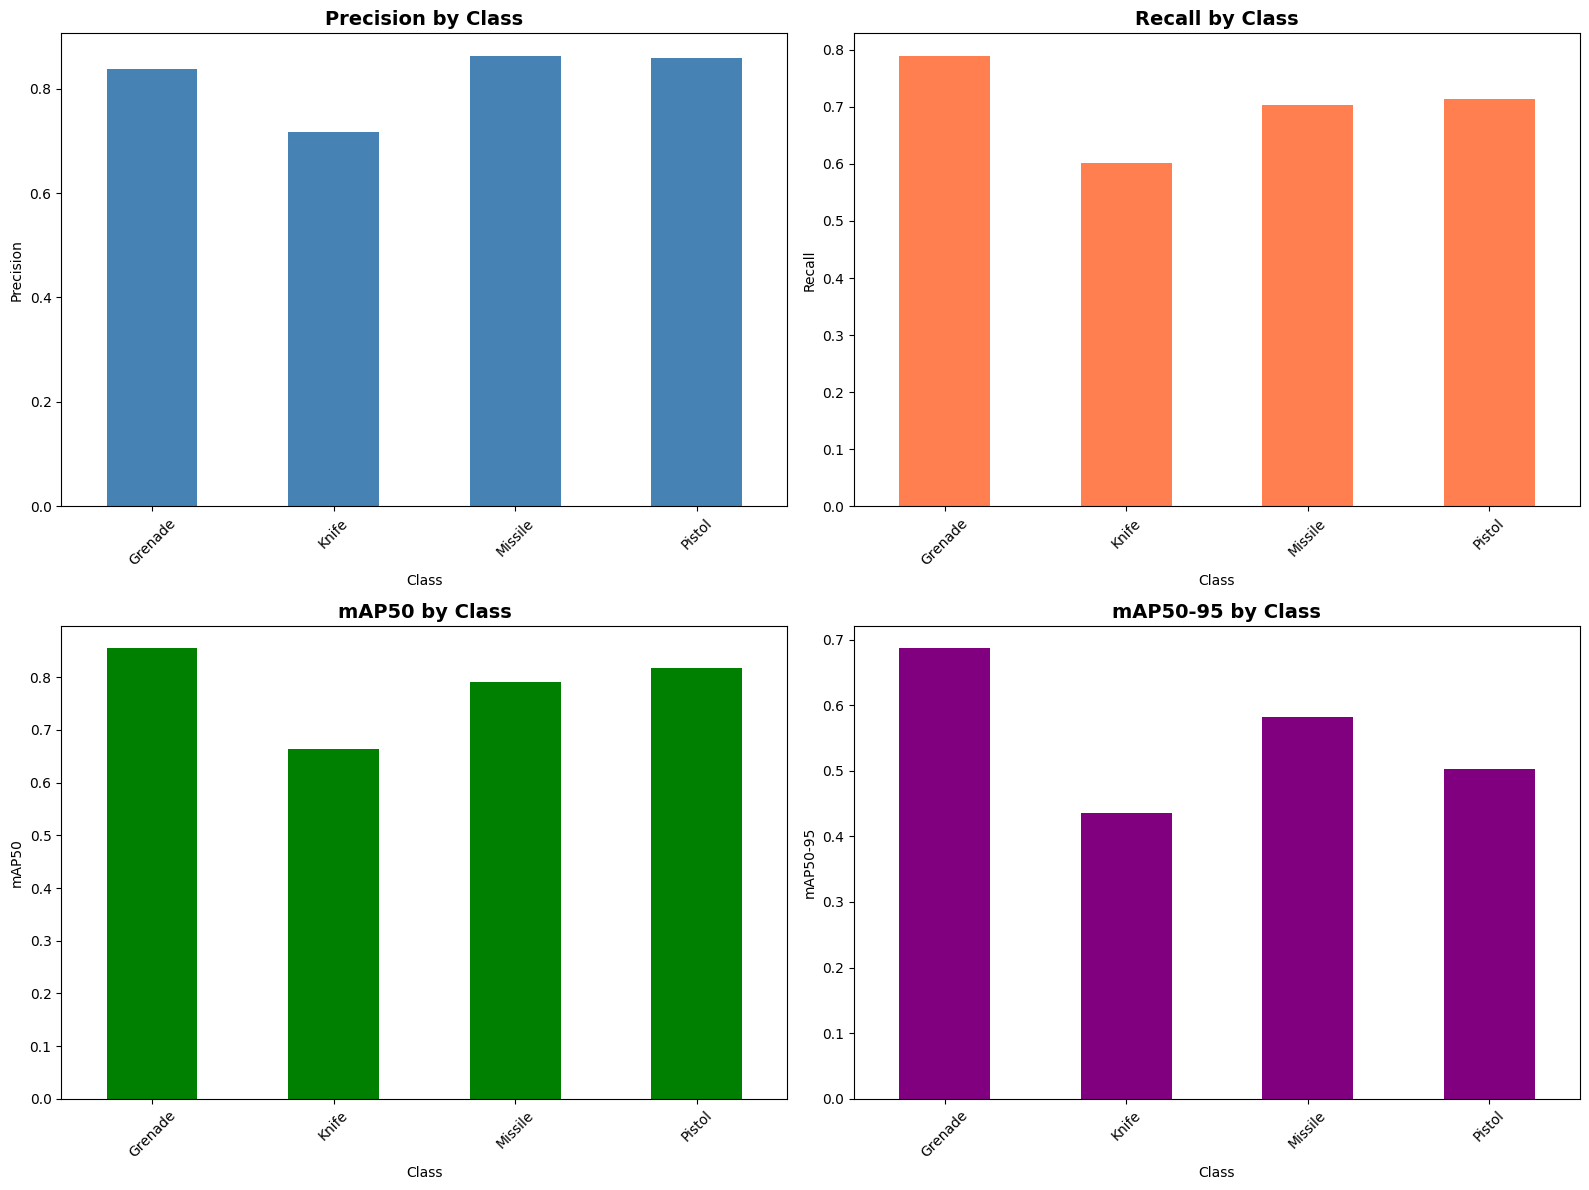 Precision by Class
Precision
0.8
0.6
0.4
0.2
0.0
Grenade
Knife
Missile
Pistol
Class
Recall by Class
Recall
0.8
0.7
0.6
0.5
0.4
0.3
0.2
0.1
0.0
Grenade
Knife
Missile
Pistol
Class
mAP50 by Class
mAP50
0.8
0.7
0.6
0.5
0.4
0.3
0.2
0.1
0.0
Grenade
Knife
Missile
Pistol
Class
mAP50-95 by Class
mAP50-95
0.7
0.6
0.5
0.4
0.3
0.2
0.1
0.0
Grenade
Knife
Missile
Pistol
Class